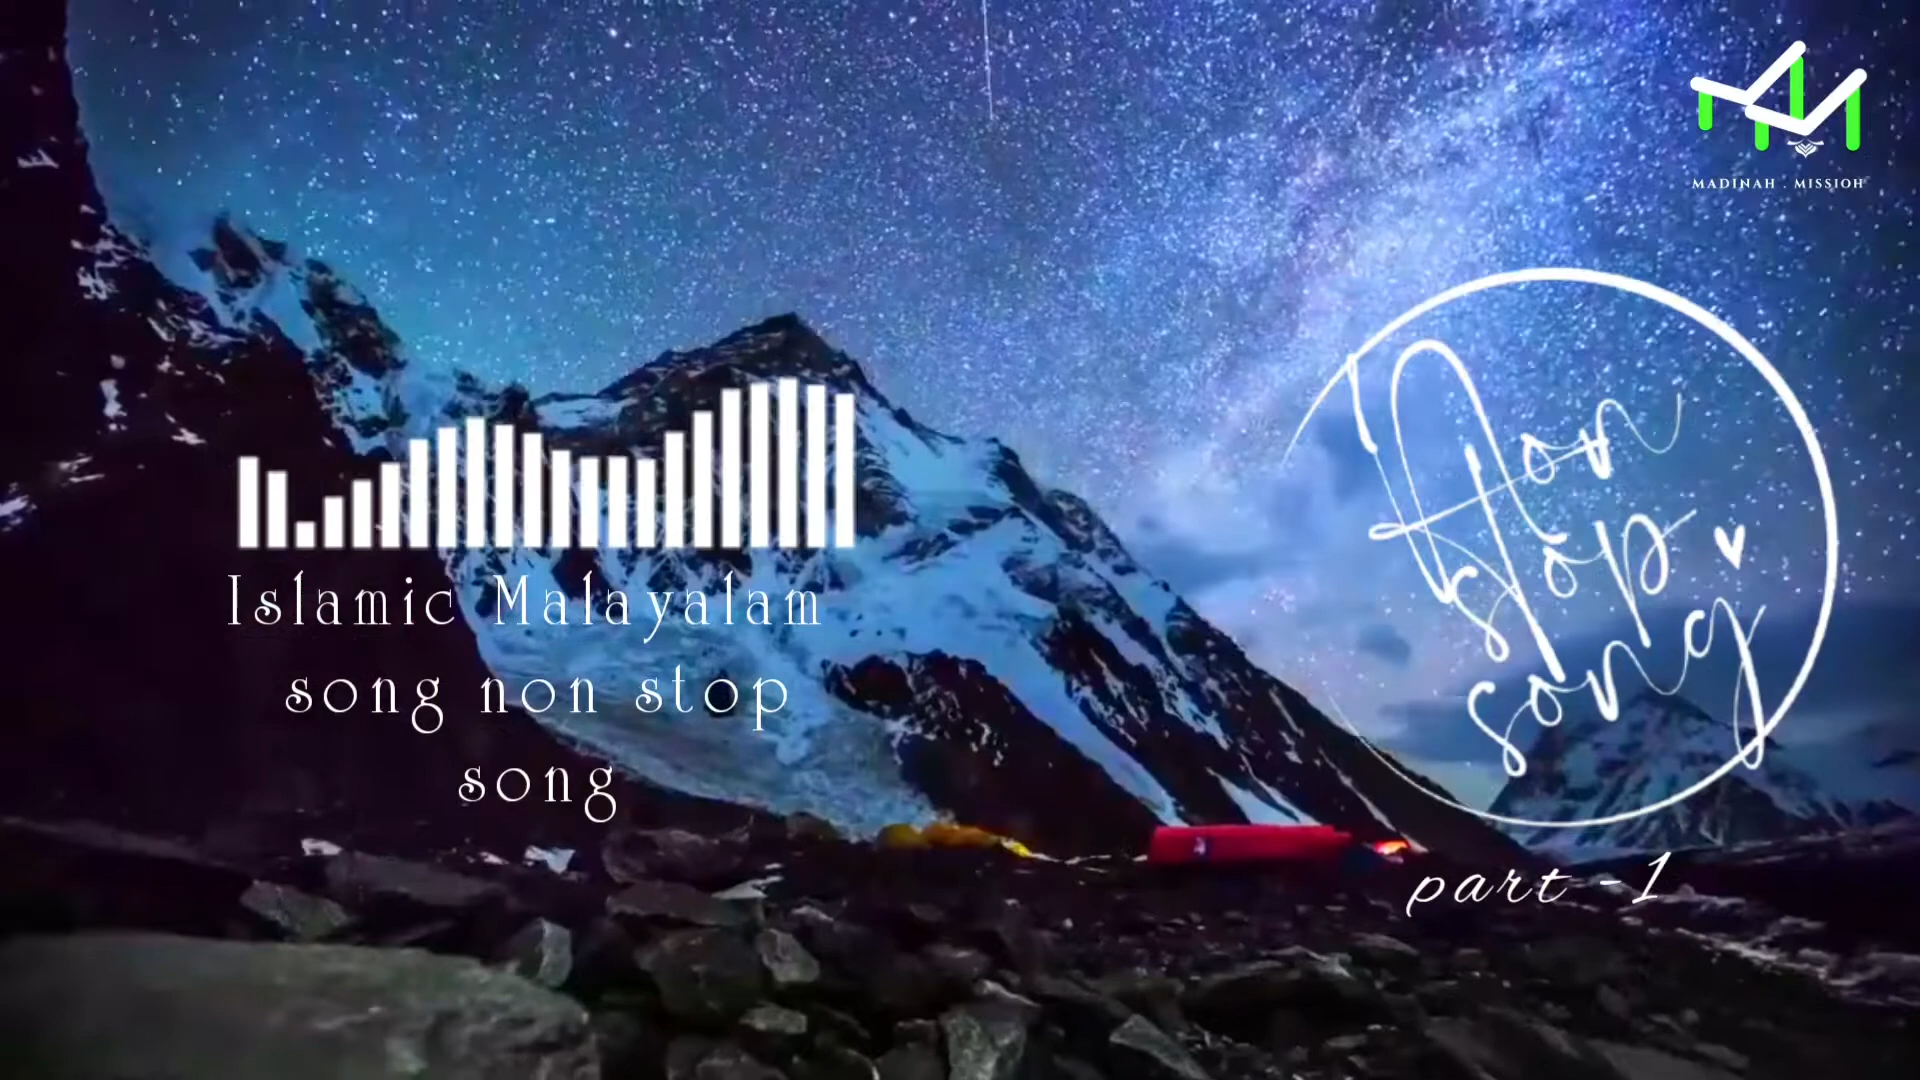 MADINAH . MISSIOH
Non
stop
song
Islamic Malayalam
song non stop
song
part -1